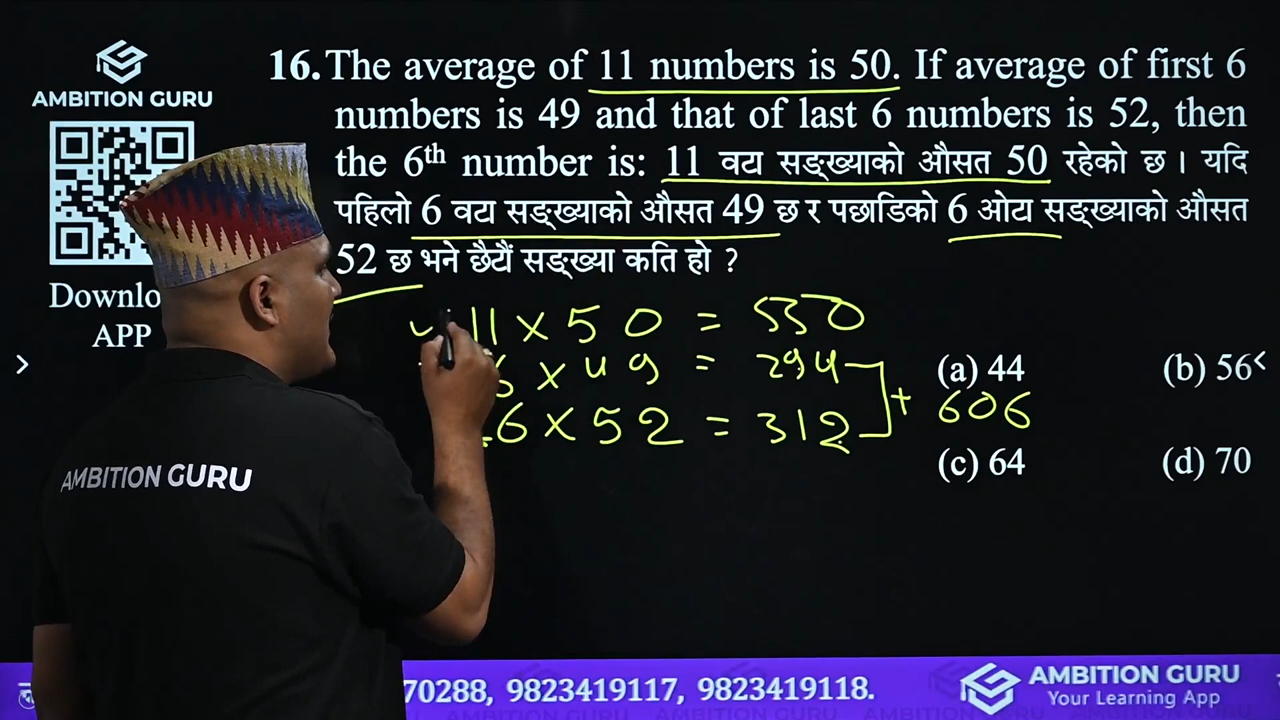 AMBITION GURU
16. The average of 11 numbers is 50. If average of first 6
numbers is 49 and that of last 6 numbers is 52, then
the 6th number is: 11 वटा सङ्ख्याको औसत 50 रहेको छ । यदि
पहिलो 6 वटा सङ्ख्याको औसत 49 छ र पछाडिको 6 ओटा सङ्ख्याको औसत
52 छ भने छैटौं सङ्ख्या कति हो ?
APP
11 × 50 = 550
6 × 49 = 294
6 × 52 = 312
+ 606
(a) 44 (b) 56
(c) 64 (d) 70
AMBITION GURU
70288, 9823419117, 9823419118.
AMBITION GURU
Your Learning App